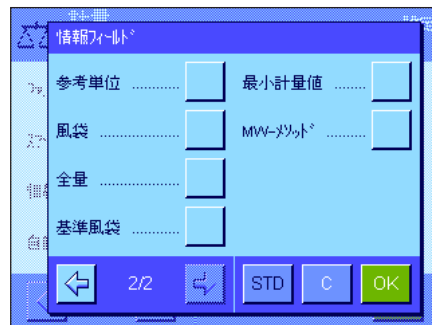 情報ﾌｨｰﾙﾄﾞ
参考単位 ...........
最小計量値 .......
風袋 ..................
MW-ﾒｿｯﾄﾞ .........
全量 ..................
基準風袋 ...........
2/2
STD
C
OK